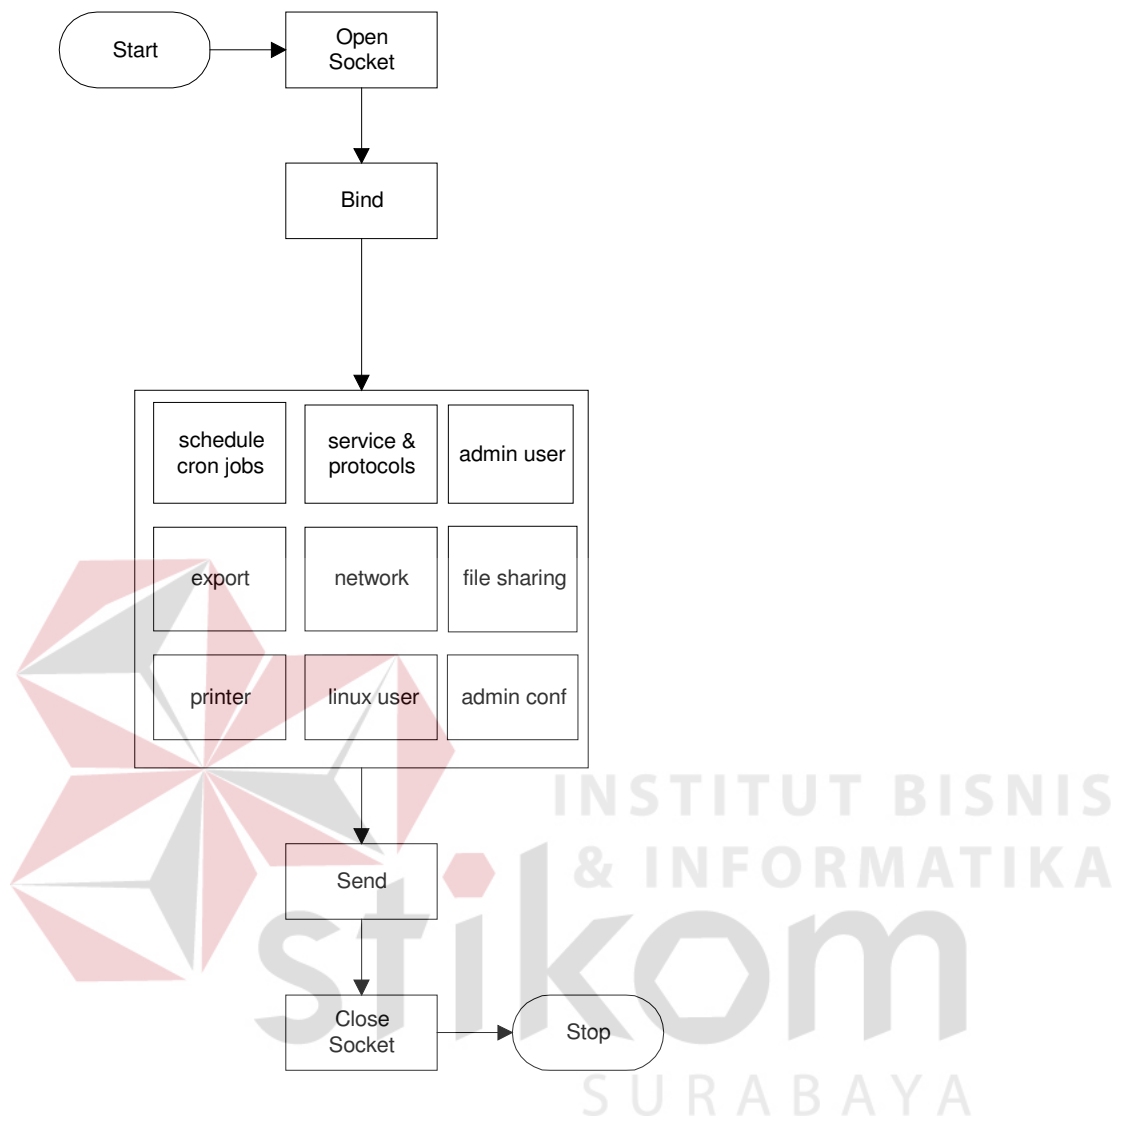 Start
Open
Socket
Bind
schedule
cron jobs
service &
protocols
admin user
export
network
file sharing
printer
linux user
admin conf
INSTITUT BISNIS
& INFORMATIKA
Send
stikom
Close
Socket
Stop
SURABAYA